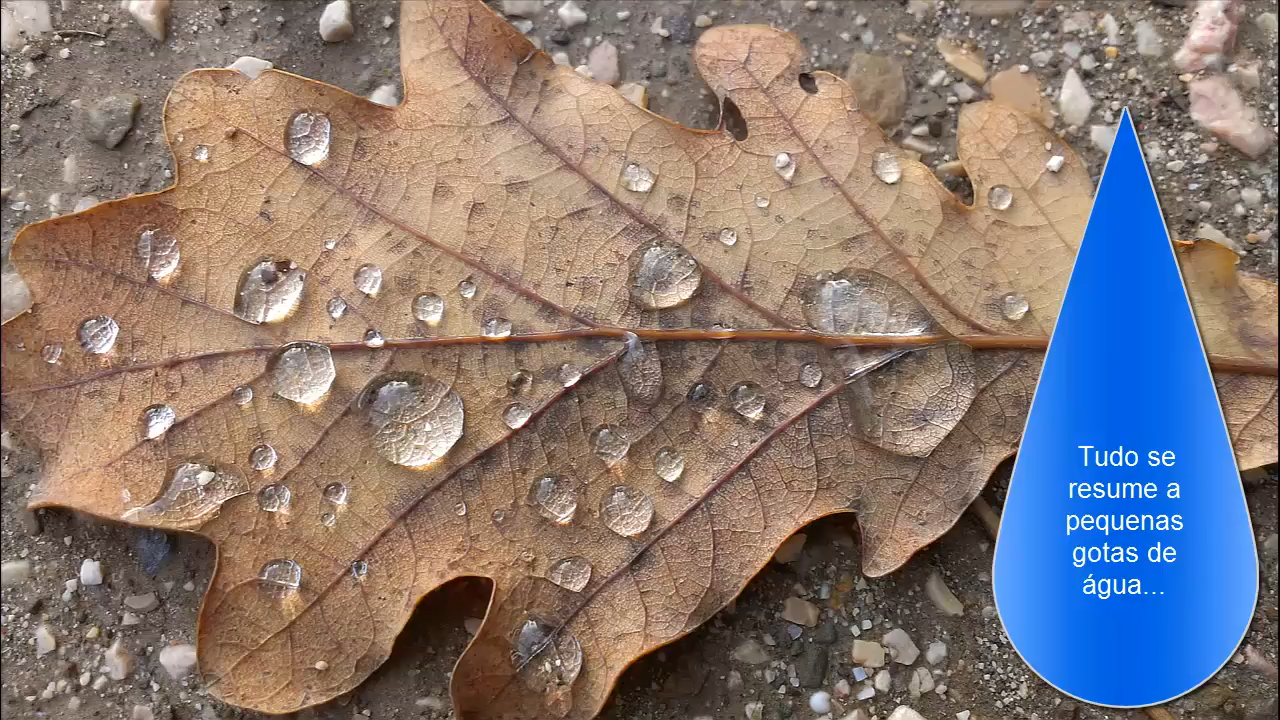 Tudo se
resume a
pequenas
gotas de
água...